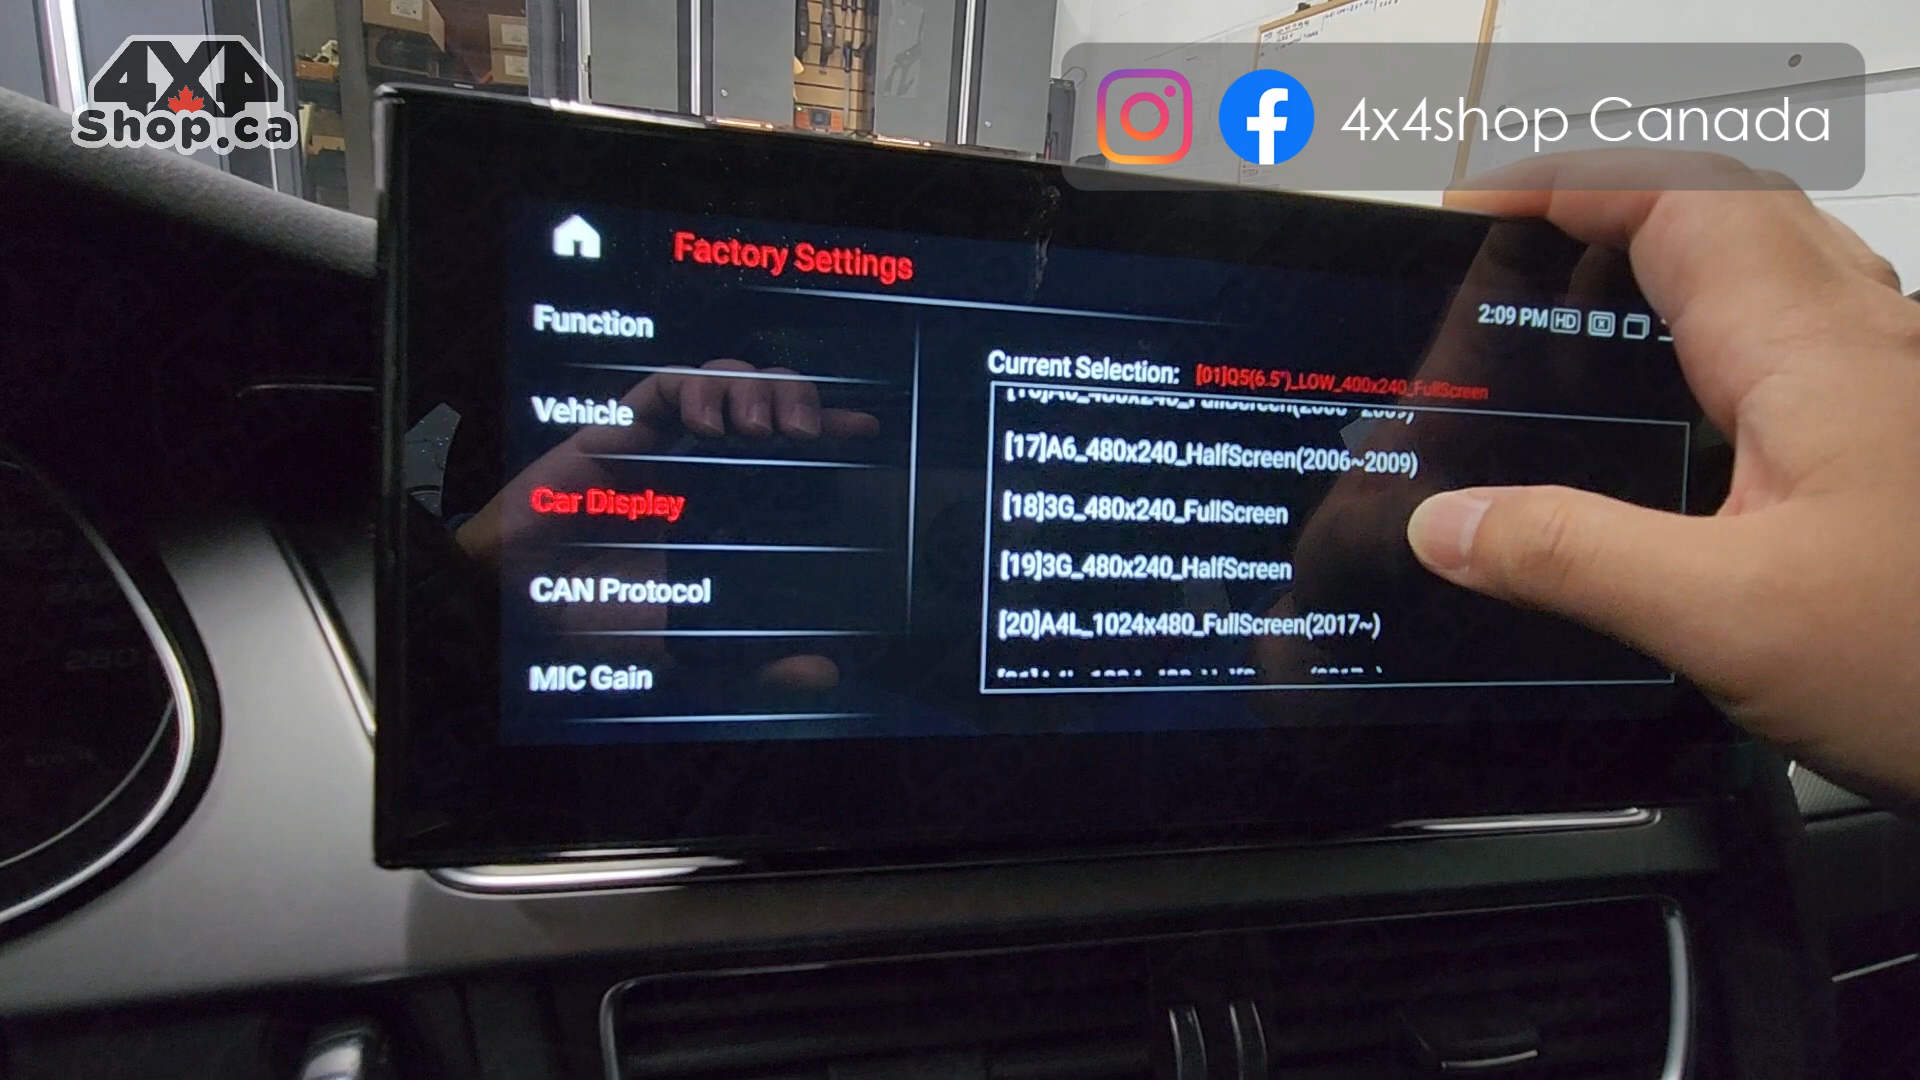 4X4
Shop.ca
4x4shop Canada
Factory Settings
2:09 PM HD
Function
Vehicle
Car Display
CAN Protocol
MIC Gain
Current Selection: [01]Q5(6.5")_LOW_400x240_FullScreen
[17]A6_480x240_HalfScreen(2006~2009)
[18]3G_480x240_FullScreen
[19]3G_480x240_HalfScreen
[20]A4L_1024x480_FullScreen(2017~)
280